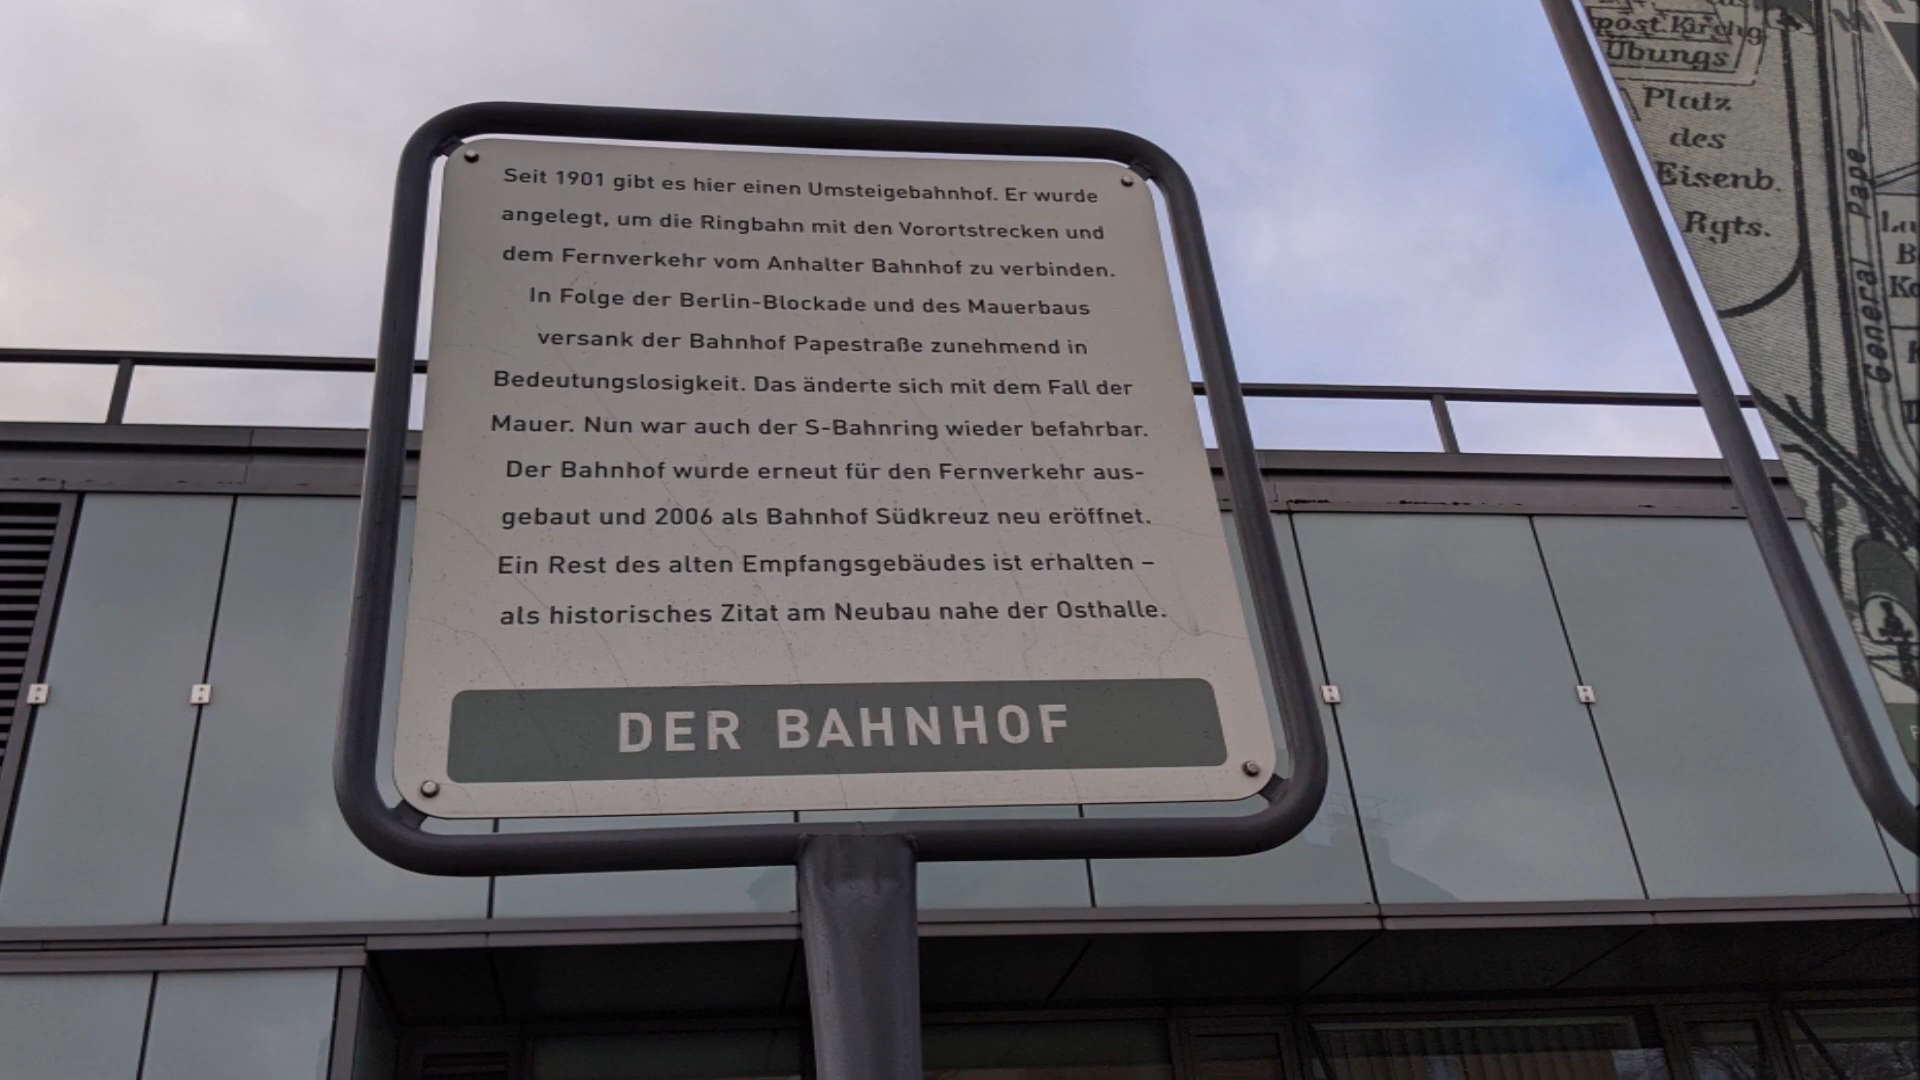 Seit 1901 gibt es hier einen Umsteigebahnhof. Er wurde
angelegt, um die Ringbahn mit den Vorortstrecken und
dem Fernverkehr vom Anhalter Bahnhof zu verbinden.
In Folge der Berlin-Blockade und des Mauerbaus
versank der Bahnhof Papestraße zunehmend in
Bedeutungslosigkeit. Das änderte sich mit dem Fall der
Mauer. Nun war auch der S-Bahnring wieder befahrbar.
Der Bahnhof wurde erneut für den Fernverkehr aus-
gebaut und 2006 als Bahnhof Südkreuz neu eröffnet.
Ein Rest des alten Empfangsgebäudes ist erhalten –
als historisches Zitat am Neubau nahe der Osthalle.
DER BAHNHOF
post. Kirchg
Übungs
Platz
des
Eisenb.
Rgts.
General Pape